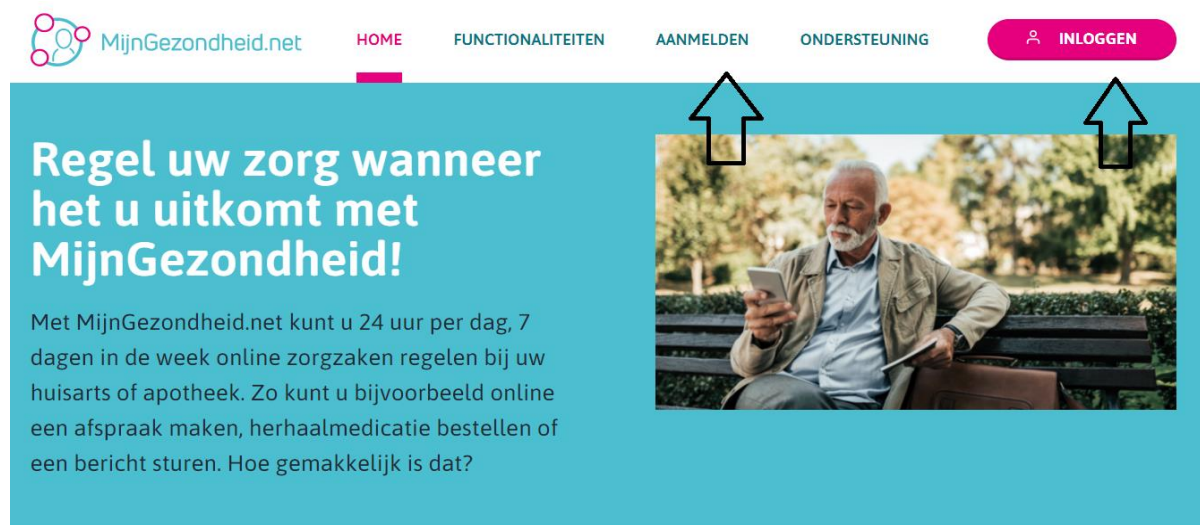 MijnGezondheid.net
HOME
FUNCTIONALITEITEN
AANMELDEN
ONDERSTEUNING
INLOGGEN
Regel uw zorg wanneer
het u uitkomt met
MijnGezondheid!
Met MijnGezondheid.net kunt u 24 uur per dag, 7
dagen in de week online zorgzaken regelen bij uw
huisarts of apotheek. Zo kunt u bijvoorbeeld online
een afspraak maken, herhaalmedicatie bestellen of
een bericht sturen. Hoe gemakkelijk is dat?